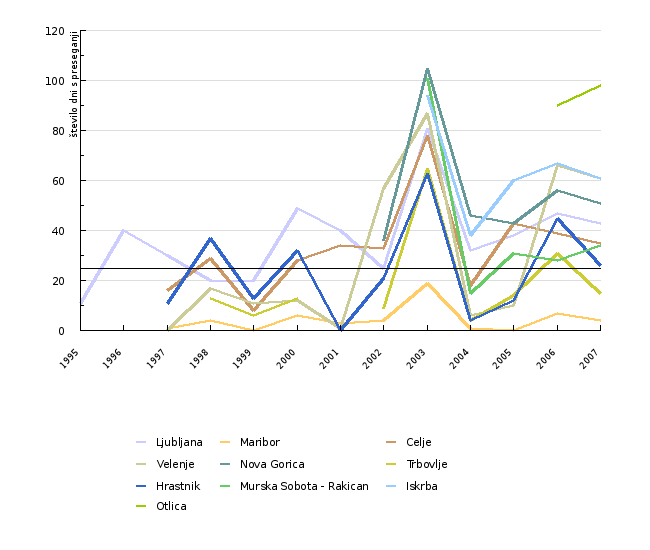 število dni s preseganji
120
100
80
60
40
20
0
1995 1996 1997 1998 1999 2000 2001 2002 2003 2004 2005 2006 2007
Ljubljana Maribor Celje
Velenje Nova Gorica Trbovlje
Hrastnik Murska Sobota - Rakican Iskrba
Otlica